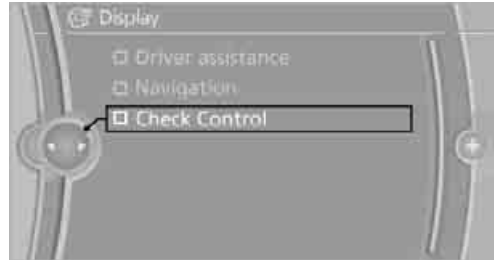 Display
Driver assistance
Navigation
Check Control